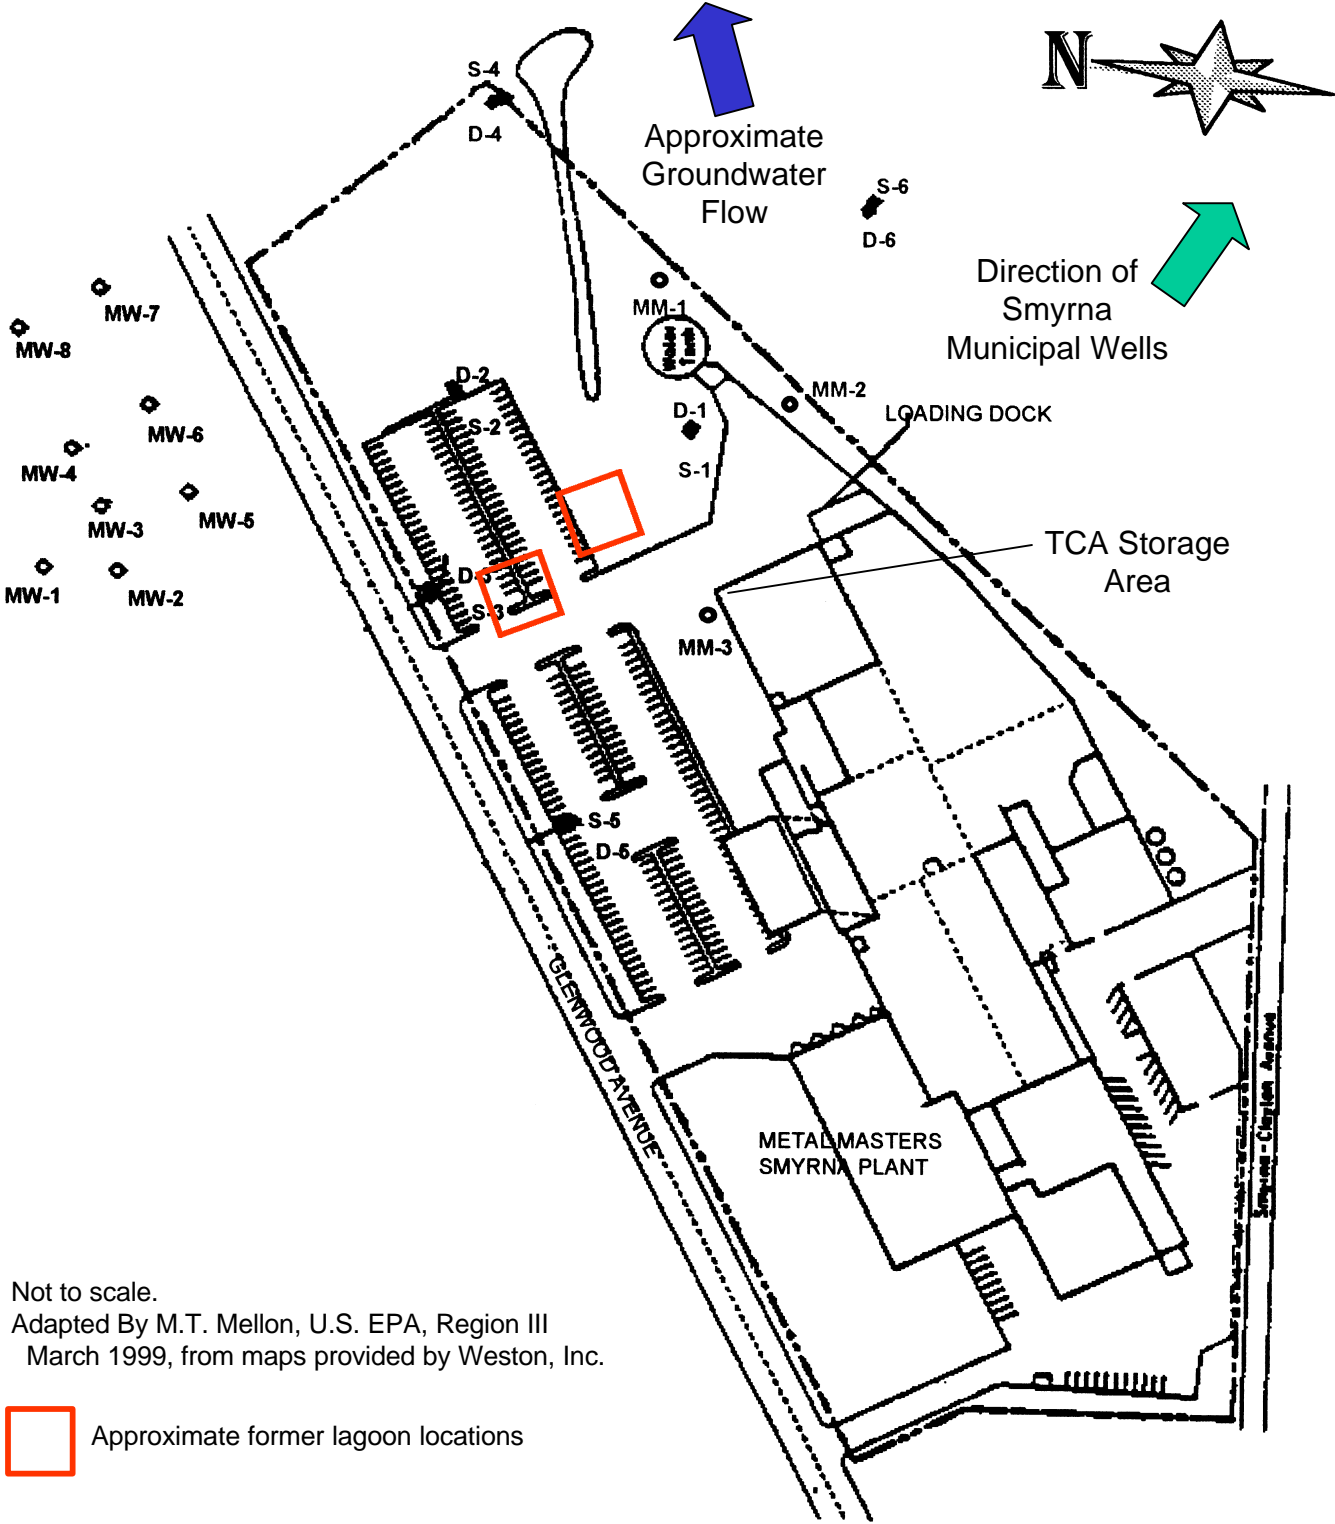 N
S-4
D-4
Approximate
Groundwater
Flow
S-6
D-6
Direction of
Smyrna
Municipal Wells
MW-7
MW-8
MM-1
Water
Tank
MM-2
LOADING DOCK
D-2
S-2
D-1
S-1
MW-6
MW-4
MW-5
MW-3
MW-1
MW-2
TCA Storage
Area
S-3
MM-3
S-5
D-5
GLENWOOD AVENUE
Smyrna-Clayton Avenue
METALMASTERS
SMYRNA PLANT
Not to scale.
Adapted By M.T. Mellon, U.S. EPA, Region III
March 1999, from maps provided by Weston, Inc.
Approximate former lagoon locations